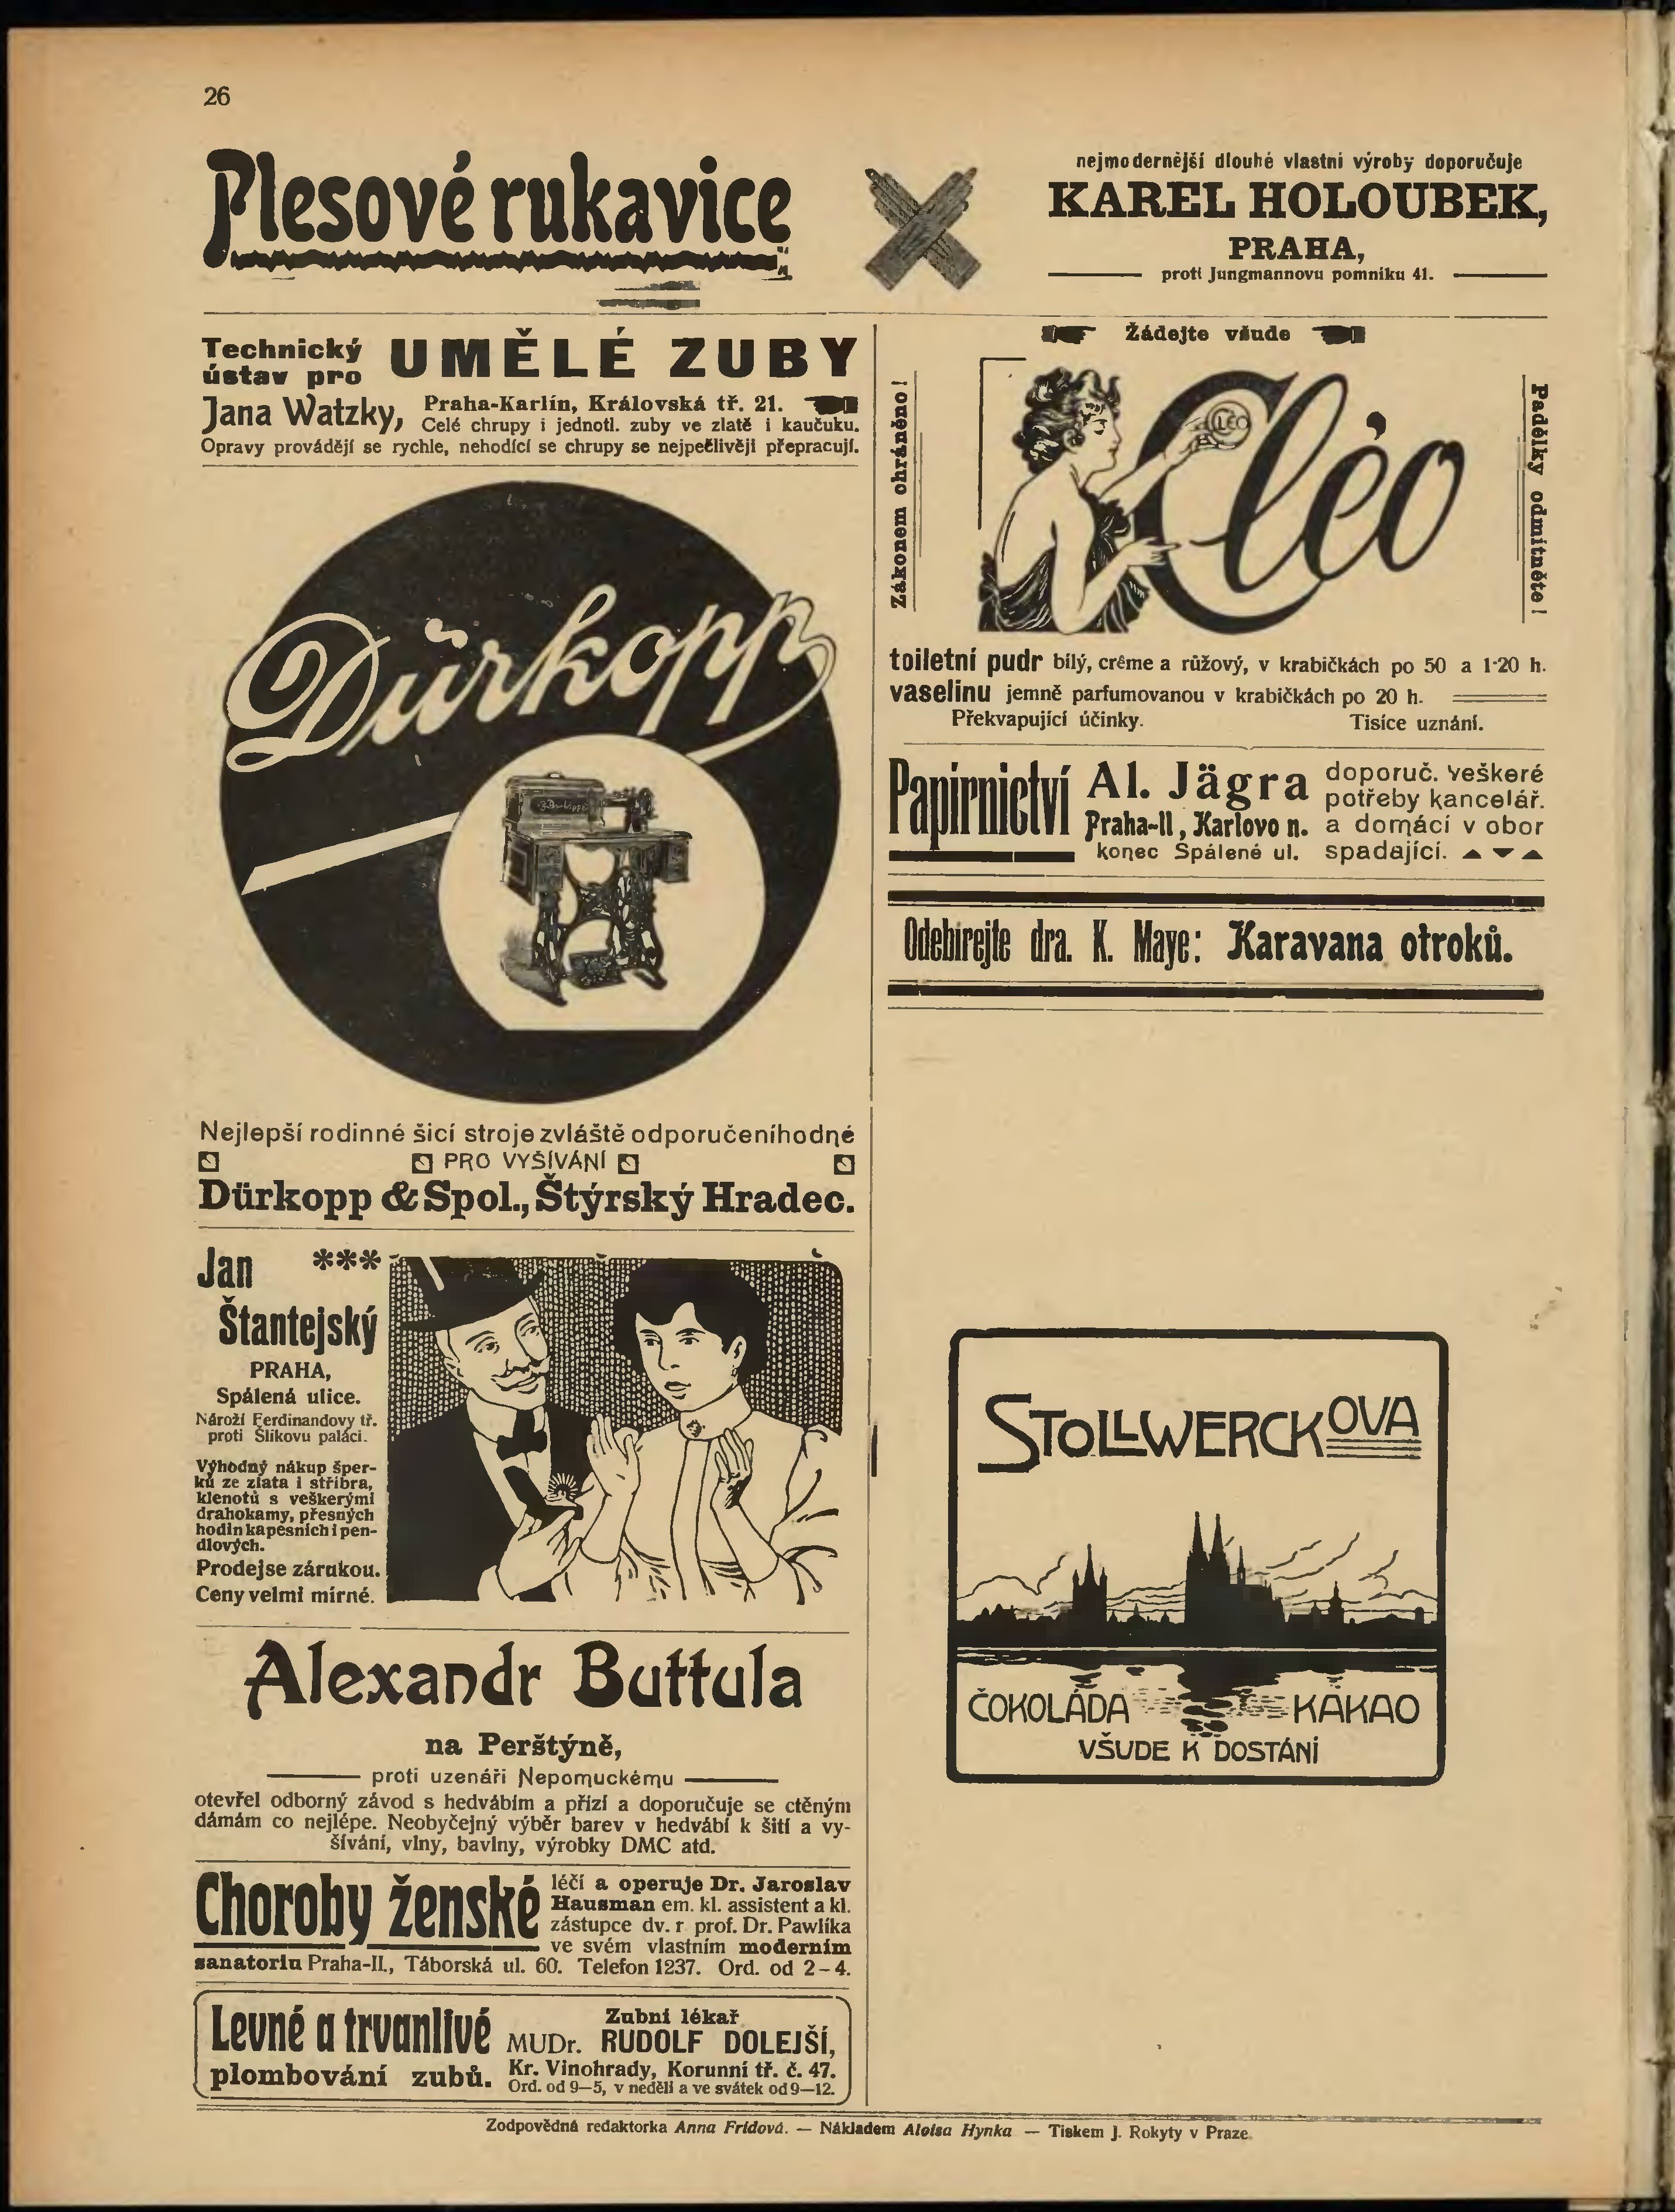 26
Plesové rukavice
nejmodernější dlouhé vlastní výroby doporučuje
KAREL HOLOUBEK,
PRAHA,
proti Jungmannovu pomníku 41.
Technický
ústav pro
UMĚLÉ ZUBY
Jana Watzky,
Praha-Karlín, Královská tř. 21.
Celé chrupy i jednotl. zuby ve zlatě i kaučuku.
Opravy provádějí se rychle, nehodící se chrupy se nejpečlivěji přepracují.
Dürkopp
Nejlepší rodinné šicí stroje zvláště odporučeníhodné
PRO VYŠÍVÁNÍ
Dürkopp & Spol., Štýrský Hradec.
Jan ***
Štantejský
PRAHA,
Spálená ulice.
Nároží Ferdinandovy tř.
proti Šlikovu paláci.
Výhodný nákup šper-
ků ze zlata i stříbra,
klenotů s veškerými
drahokamy, přesných
hodin kapesních i pen-
dlových.
Prodej se zárukou.
Ceny velmi mírné.
Alexandr Buttula
na Perštýně,
proti uzenáři Nepomuckému
otevřel odborný závod s hedvábím a přízí a doporučuje se ctěným
dámám co nejlépe. Neobyčejný výběr barev v hedvábí k šití a vy-
šívání, vlny, bavlny, výrobky DMC atd.
Choroby ženské
léčí a operuje Dr. Jaroslav
Hausman em. kl. assistent a kl.
zástupce dv. r prof. Dr. Pawlíka
ve svém vlastním moderním
sanatoriu Praha-II., Táborská ul. 60. Telefon 1237. Ord. od 2–4.
Levné a trvanlivé
plombování zubů.
Zubní lékař
MUDr. RUDOLF DOLEJŠÍ,
Kr. Vinohrady, Korunní tř. č. 47.
Ord. od 9—5, v neděli a ve svátek od 9—12.
Žádejte všude
Zákonem chráněno!
CLÉO
Cléo
Padělky odmítněte!
toiletní pudr bílý, crême a růžový, v krabičkách po 50 a 1·20 h.
vaselinu jemně parfumovanou v krabičkách po 20 h.
Překvapující účinky. Tisíce uznání.
Papírnictví
Al. Jägra
Praha-II, Karlovo n.
konec Spálené ul.
doporuč. veškeré
potřeby kancelář.
a domácí v obor
spadající.
Odebírejte dra. K. Maye: Karavana otroků.
STOLLWERCKOVA
ČOKOLÁDA KAKAO
VŠUDE K DOSTÁNÍ
Zodpovědná redaktorka Anna Frídová. — Nákladem Aloisa Hynka — Tiskem J. Rokyty v Praze